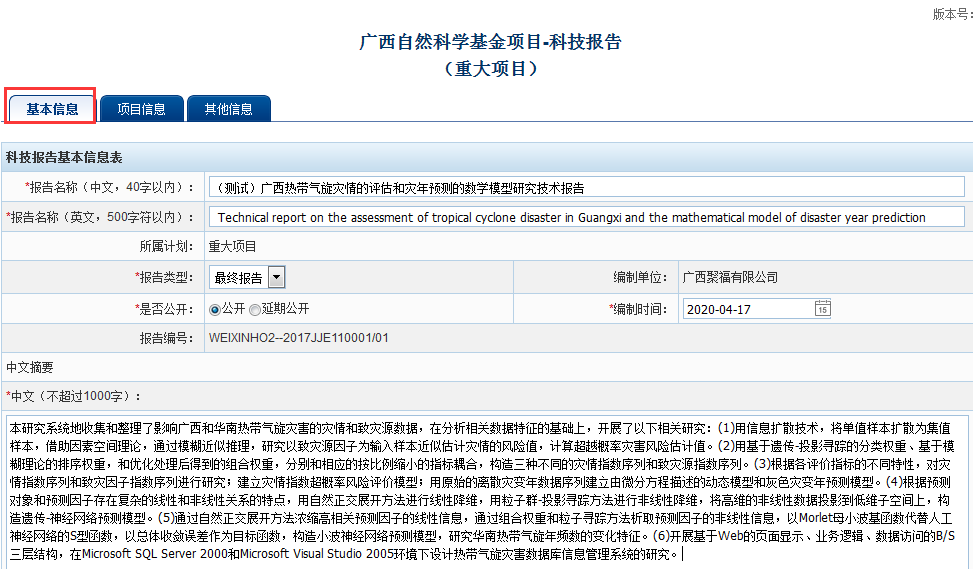 版本号:
广西自然科学基金项目-科技报告
（重大项目）
基本信息 项目信息 其他信息
科技报告基本信息表
*报告名称（中文，40字以内）: （测试）广西热带气旋灾情的评估和灾年预测的数学模型研究技术报告
*报告名称（英文，500字符以内）: Technical report on the assessment of tropical cyclone disaster in Guangxi and the mathematical model of disaster year prediction
所属计划: 重大项目
*报告类型: 最终报告 编制单位: 广西聚福有限公司
*是否公开: 公开 延期公开 *编制时间: 2020-04-17 15
报告编号: WEIXINHO2--2017JJE110001/01
中文摘要
*中文（不超过1000字）:
本研究系统地收集和整理了影响广西和华南热带气旋灾害的灾情和致灾源数据，在分析相关数据特征的基础上，开展了以下相关研究：(1)用信息扩散技术，将单值样本扩散为集值
样本，借助因素空间理论，通过模糊近似推理，研究以致灾源因子为输入样本近似估计灾情的风险值，计算超越概率灾害风险估计值。(2)用基于遗传-投影寻踪的分类权重、基于模
糊理论的排序权重，和优化处理后得到的组合权重，分别和相应的按比例缩小的指标耦合，构造三种不同的灾情指数序列和致灾源指数序列。(3)根据各评价指标的不同特性，对灾
情指数序列和致灾因子指数序列进行研究；建立灾情指数超概率风险评价模型；用原始的离散灾变年数据序列建立由微分方程描述的动态模型和灰色灾变年预测模型。(4)根据预测
对象和预测因子存在复杂的线性和非线性关系的特点，用自然正交展开方法进行线性降维，用粒子群-投影寻踪方法进行非线性降维，将高维的非线性数据投影到低维子空间上，构
造遗传-神经网络预测模型。(5)通过自然正交展开方法浓缩高相关预测因子的线性信息，通过组合权重和粒子寻踪方法析取预测因子的非线性信息，以Morlet母小波基函数代替人工
神经网络的S型函数，以总体收敛误差作为目标函数，构造小波神经网络预测模型，研究华南热带气旋年频数的变化特征。(6)开展基于Web的页面显示、业务逻辑、数据访问的B/S
三层结构，在Microsoft SQL Server 2000和Microsoft Visual Studio 2005环境下设计热带气旋灾害数据库信息管理系统的研究。